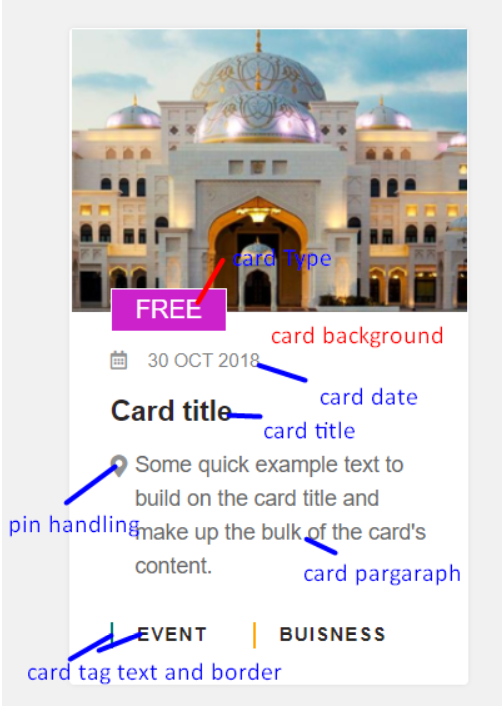 card Type
FREE
card background
30 OCT 2018
card date
Card title
card title
Some quick example text to
build on the card title and
pin handling
make up the bulk of the card's
content.
card pargaraph
EVENT BUISNESS
card tag text and border